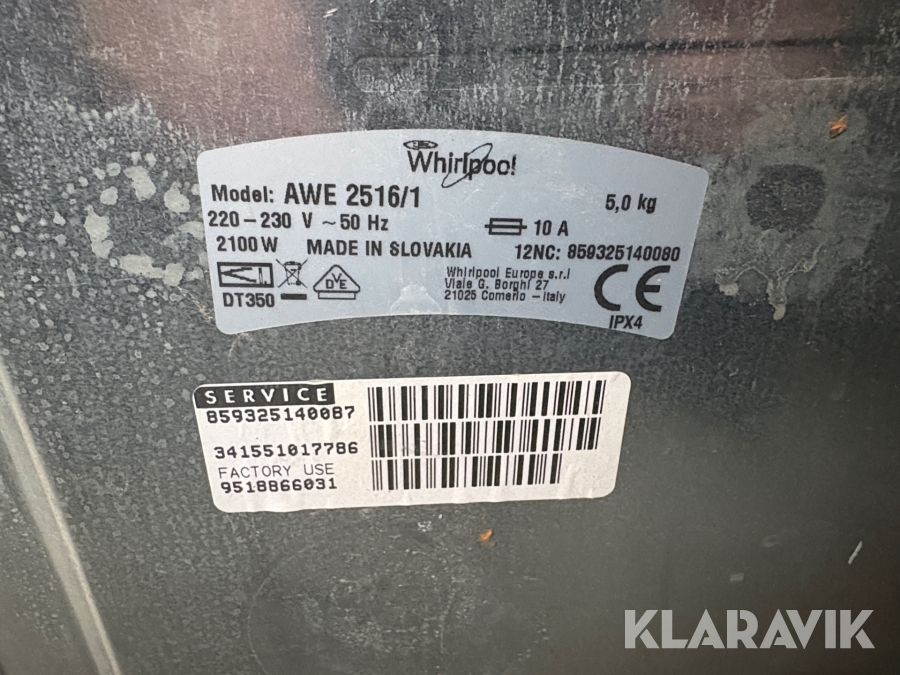 Whirlpool
Model: AWE 2516/1 5,0 kg
220-230 V ~ 50 Hz 10 A
2100 W MADE IN SLOVAKIA 12NC: 859325140080
DT350
DVE
Whirlpool Europe s.r.l
Viale G. Borghi 27
21025 Comerio - Italy
CE
IPX4
SERVICE
859325140087
341551017786
FACTORY USE
9518866031
KLARAVIK